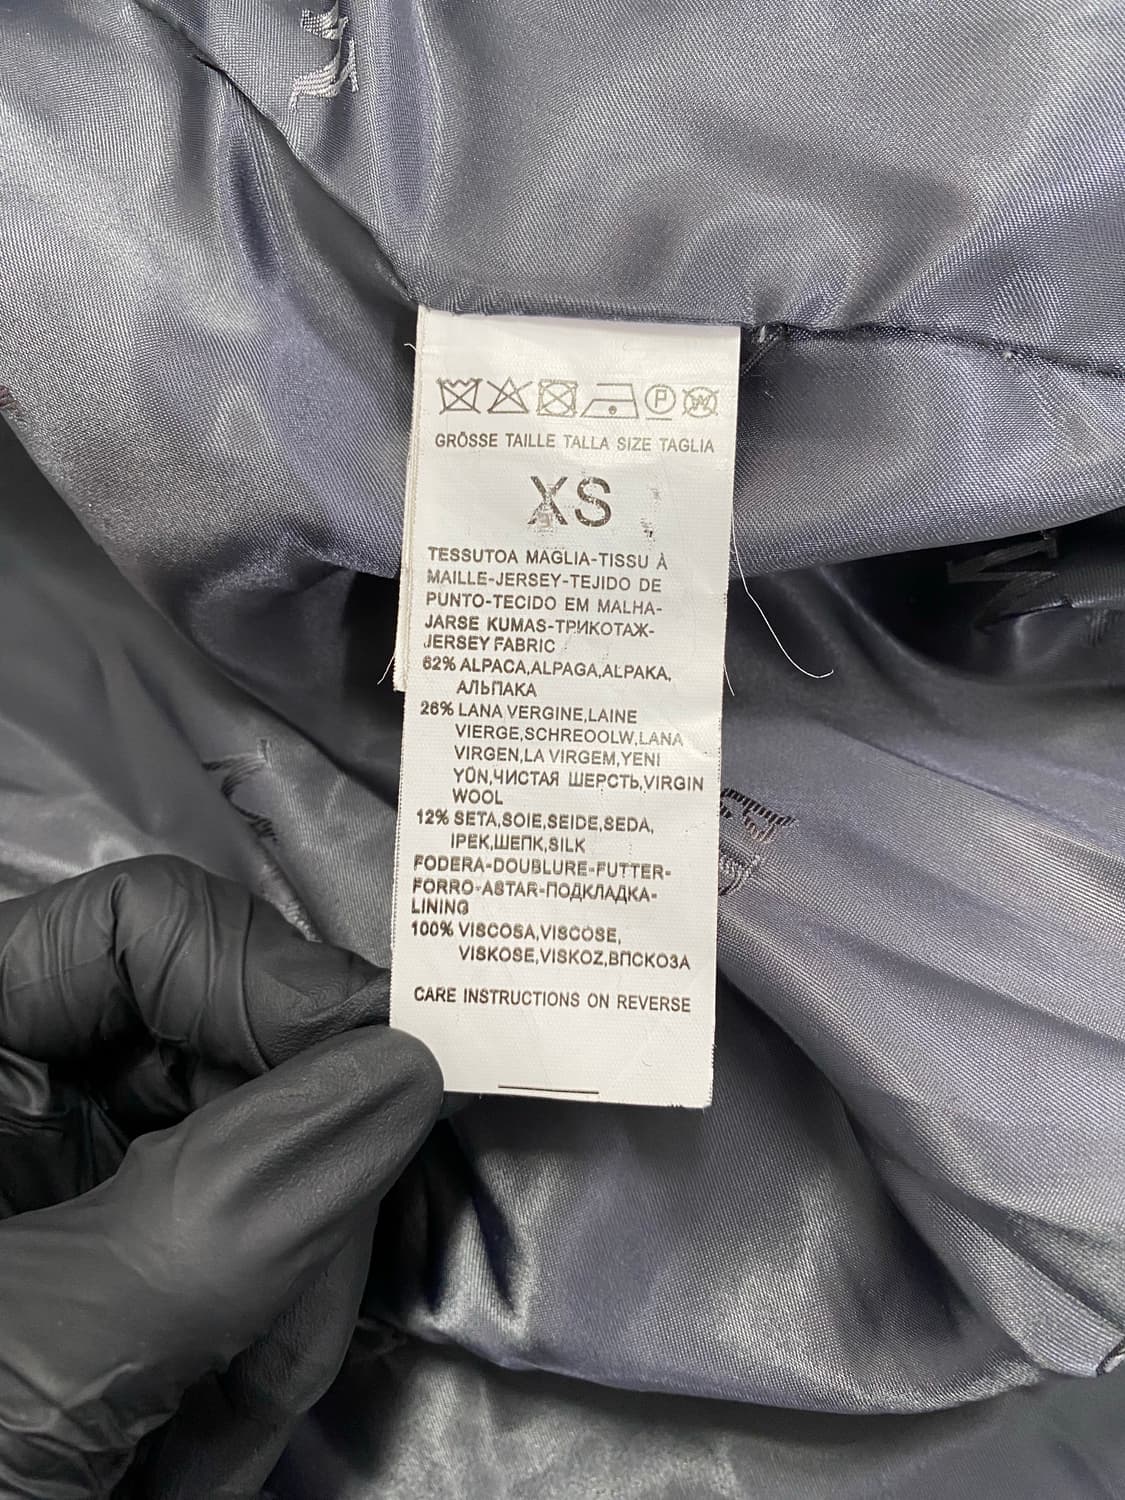 P W
GRÖSSE TAILLE TALLA SIZE TAGLIA
XS
TESSUTOA MAGLIA-TISSU À
MAILLE-JERSEY-TEJIDO DE
PUNTO-TECIDO EM MALHA-
JARSE KUMAS-ТРИКОТАЖ-
JERSEY FABRIC
62% ALPACA,ALPAGA,ALPAKA,
АЛЬПАКА
26% LANA VERGINE,LAINE
VIERGE,SCHREOOLW,LANA
VIRGEN,LA VIRGEM,YENI
YÜN,ЧИСТАЯ ШЕРСТЬ,VIRGIN
WOOL
12% SETA,SOIE,SEIDE,SEDA,
IPEK,ШЕПК,SILK
FODERA-DOUBLURE-FUTTER-
FORRO-ASTAR-ПОДКЛАДКА-
LINING
100% VISCOSA,VISCOSE,
VISKOSE,VISKOZ,ВПСКОЗА
CARE INSTRUCTIONS ON REVERSE